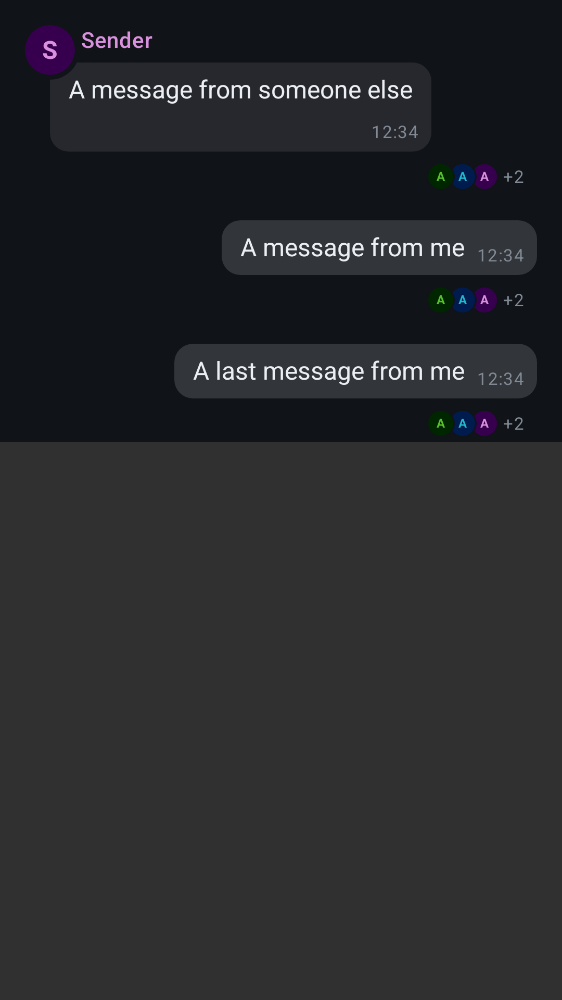 S Sender
A message from someone else
12:34
A A A +2
A message from me 12:34
A A A +2
A last message from me 12:34
A A A +2